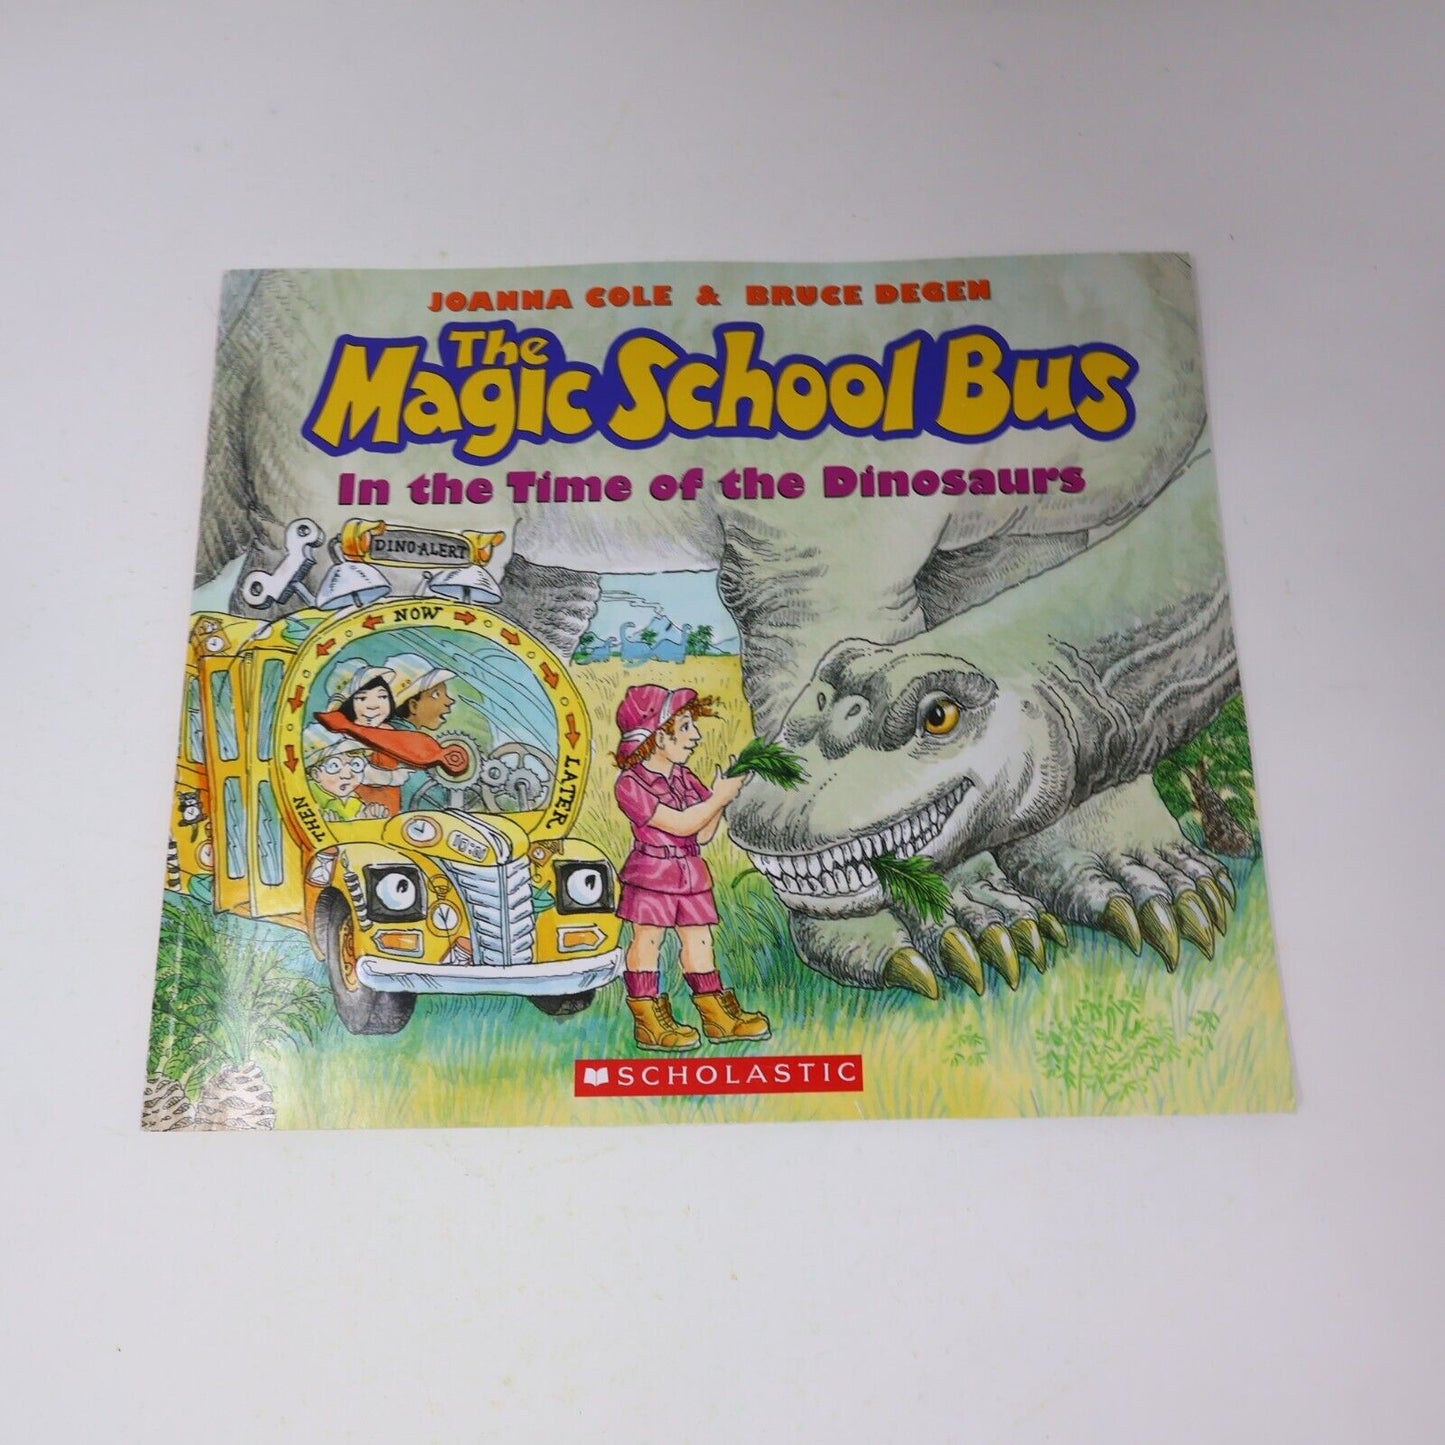 JOANNA COLE & BRUCE DEGEN
The
Magic School Bus
In the Time of the Dinosaurs
DINO-ALERT
NOW
THEN
LATER
SCHOLASTIC